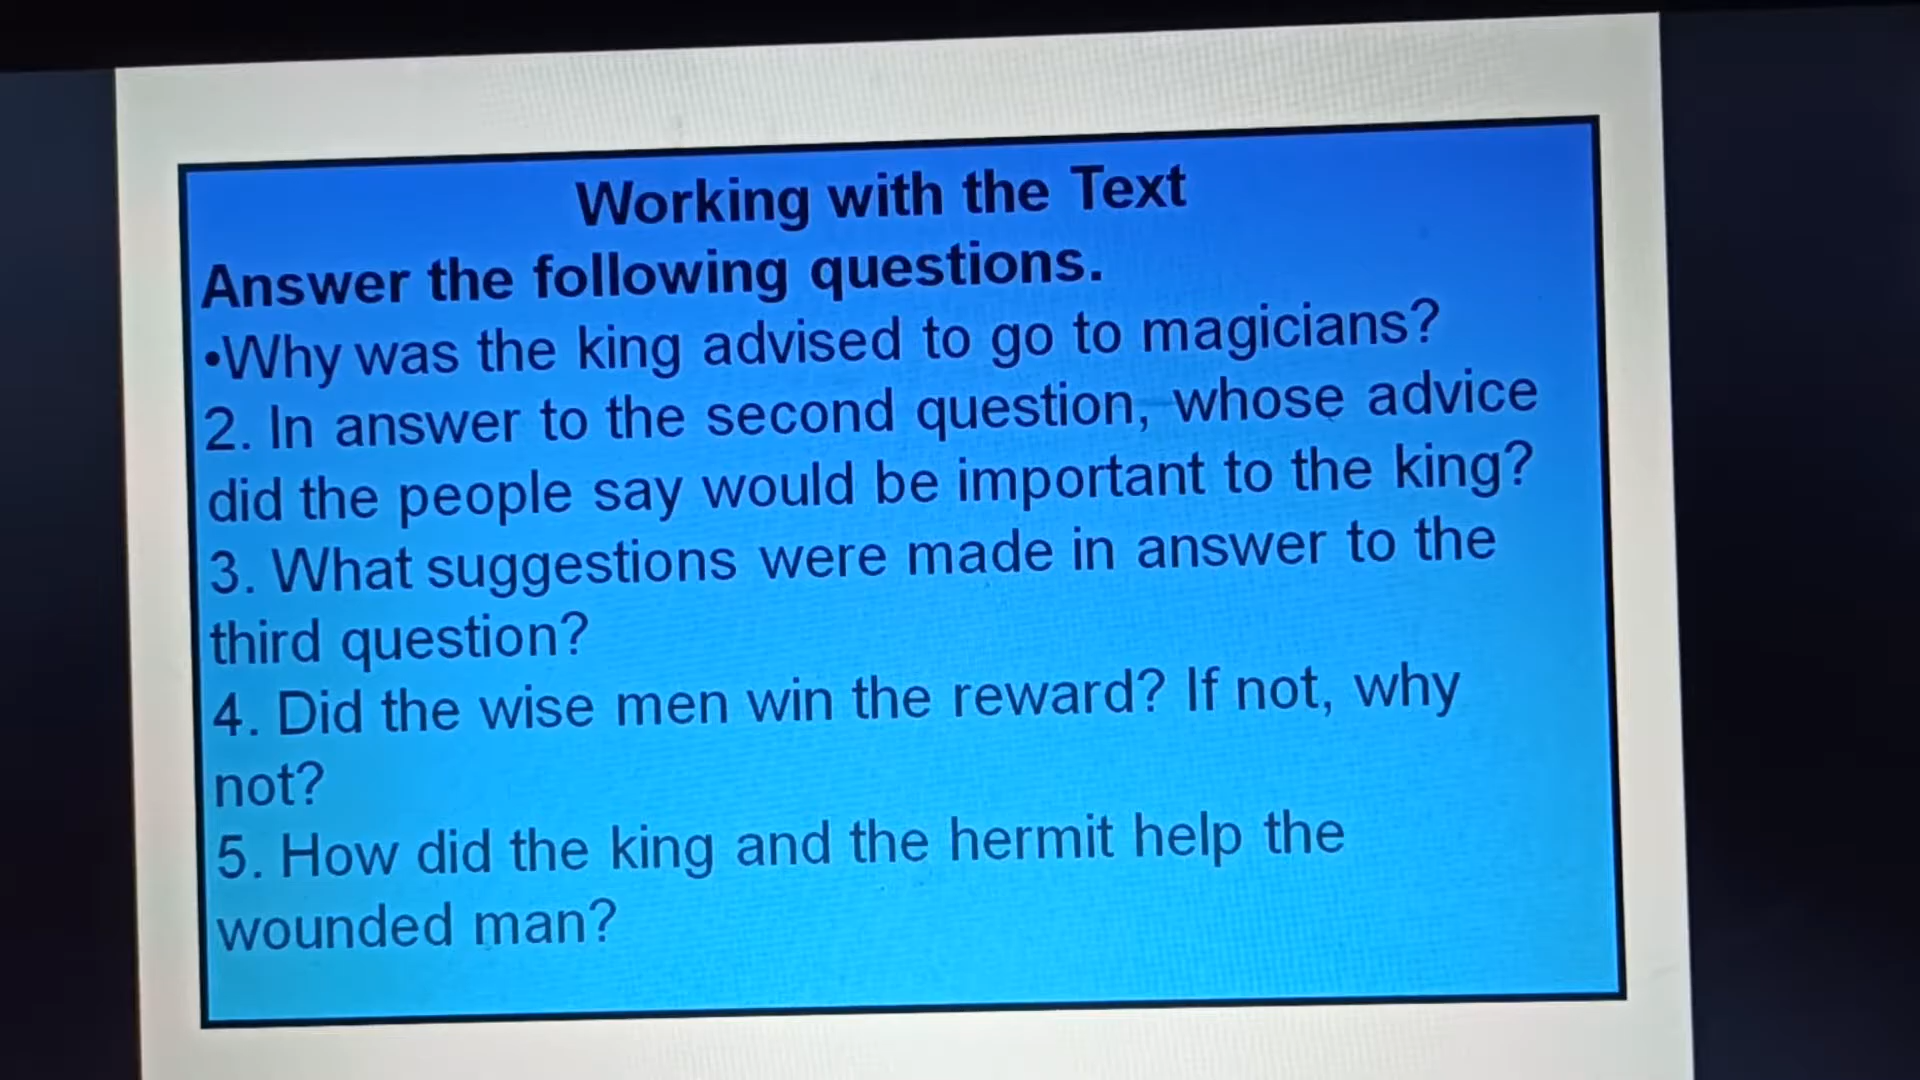 Working with the Text
Answer the following questions.
•Why was the king advised to go to magicians?
2. In answer to the second question, whose advice
did the people say would be important to the king?
3. What suggestions were made in answer to the
third question?
4. Did the wise men win the reward? If not, why
not?
5. How did the king and the hermit help the
wounded man?